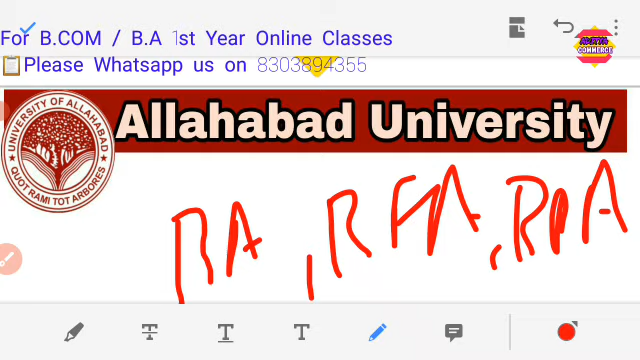 For B.COM / B.A 1st Year Online Classes
📋Please Whatsapp us on 8303894355
UNIVERSITY OF ALLAHABAD
QUOT RAMI TOT ARBORES
Allahabad University
BA, BFA, BPA
COMMERCE
T T T